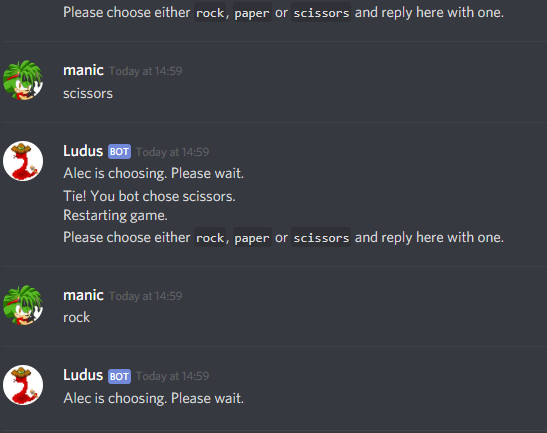 Please choose either rock, paper or scissors and reply here with one.
manic Today at 14:59
scissors
Ludus BOT Today at 14:59
Alec is choosing. Please wait.
Tie! You bot chose scissors.
Restarting game.
Please choose either rock, paper or scissors and reply here with one.
manic Today at 14:59
rock
Ludus BOT Today at 14:59
Alec is choosing. Please wait.